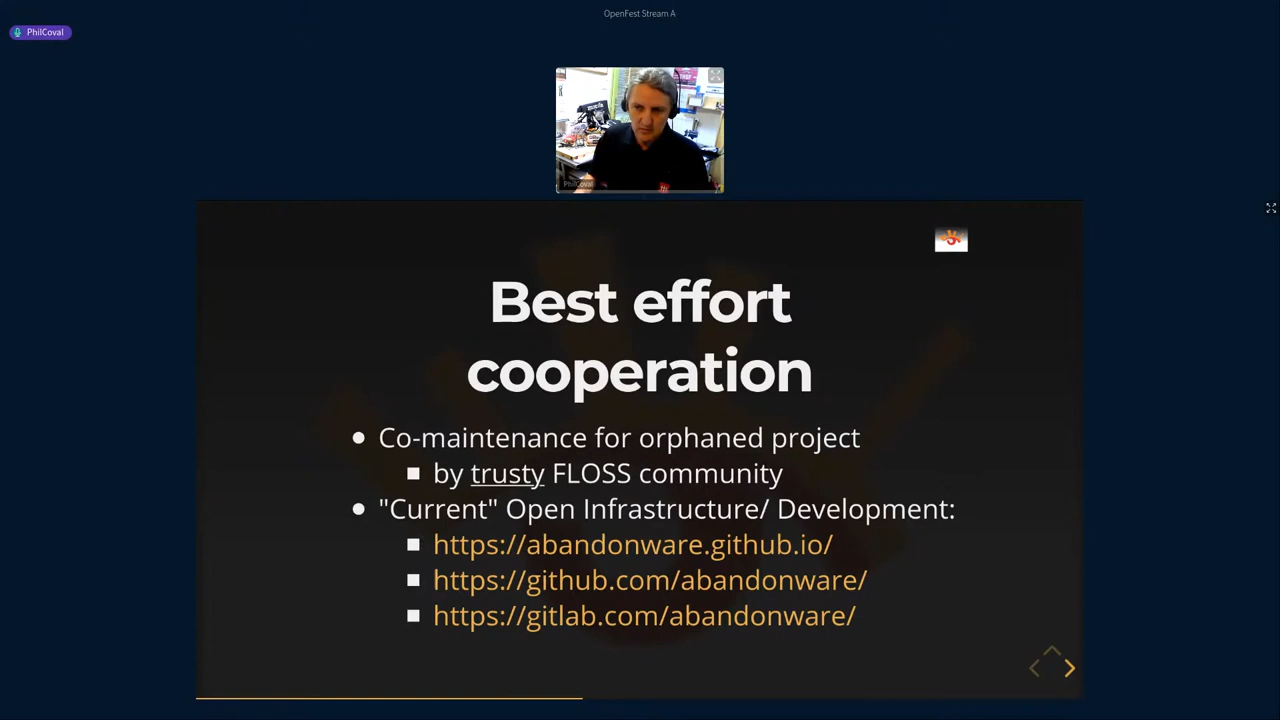 OpenFest Stream A
PhilCoval
PhilCoval
Best effort
cooperation
Co-maintenance for orphaned project
by trusty FLOSS community
"Current" Open Infrastructure/ Development:
https://abandonware.github.io/
https://github.com/abandonware/
https://gitlab.com/abandonware/